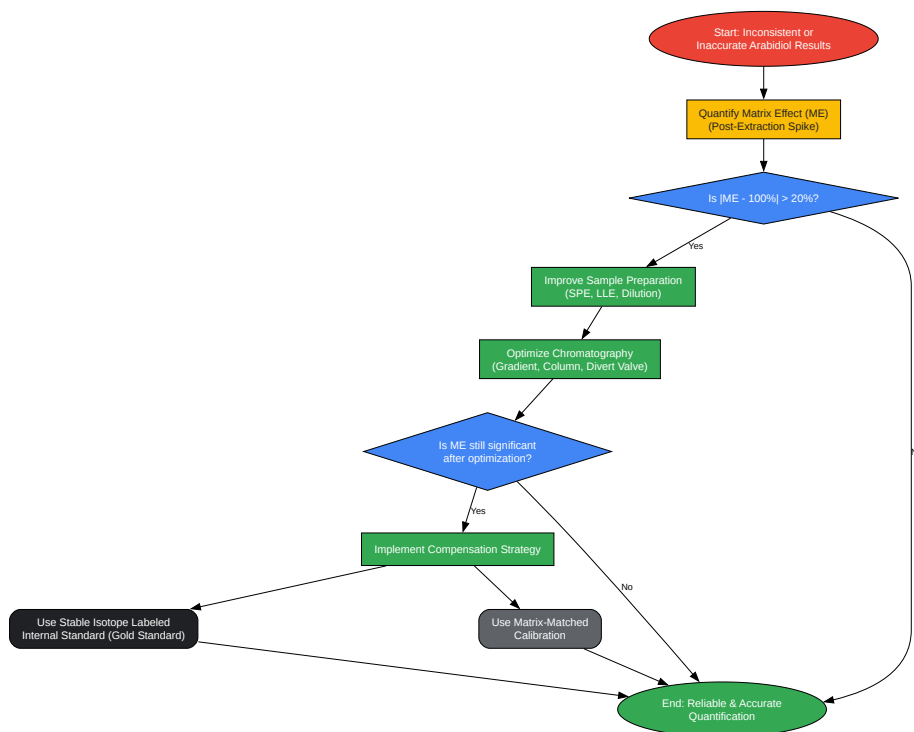 Start: Inconsistent or
Inaccurate Arabidiol Results
Quantify Matrix Effect (ME)
(Post-Extraction Spike)
Is |ME - 100%| > 20%?
Yes
Improve Sample Preparation
(SPE, LLE, Dilution)
Optimize Chromatography
(Gradient, Column, Divert Valve)
Is ME still significant
after optimization?
Yes
Implement Compensation Strategy
No
Use Stable Isotope Labeled
Internal Standard (Gold Standard)
Use Matrix-Matched
Calibration
End: Reliable & Accurate
Quantification